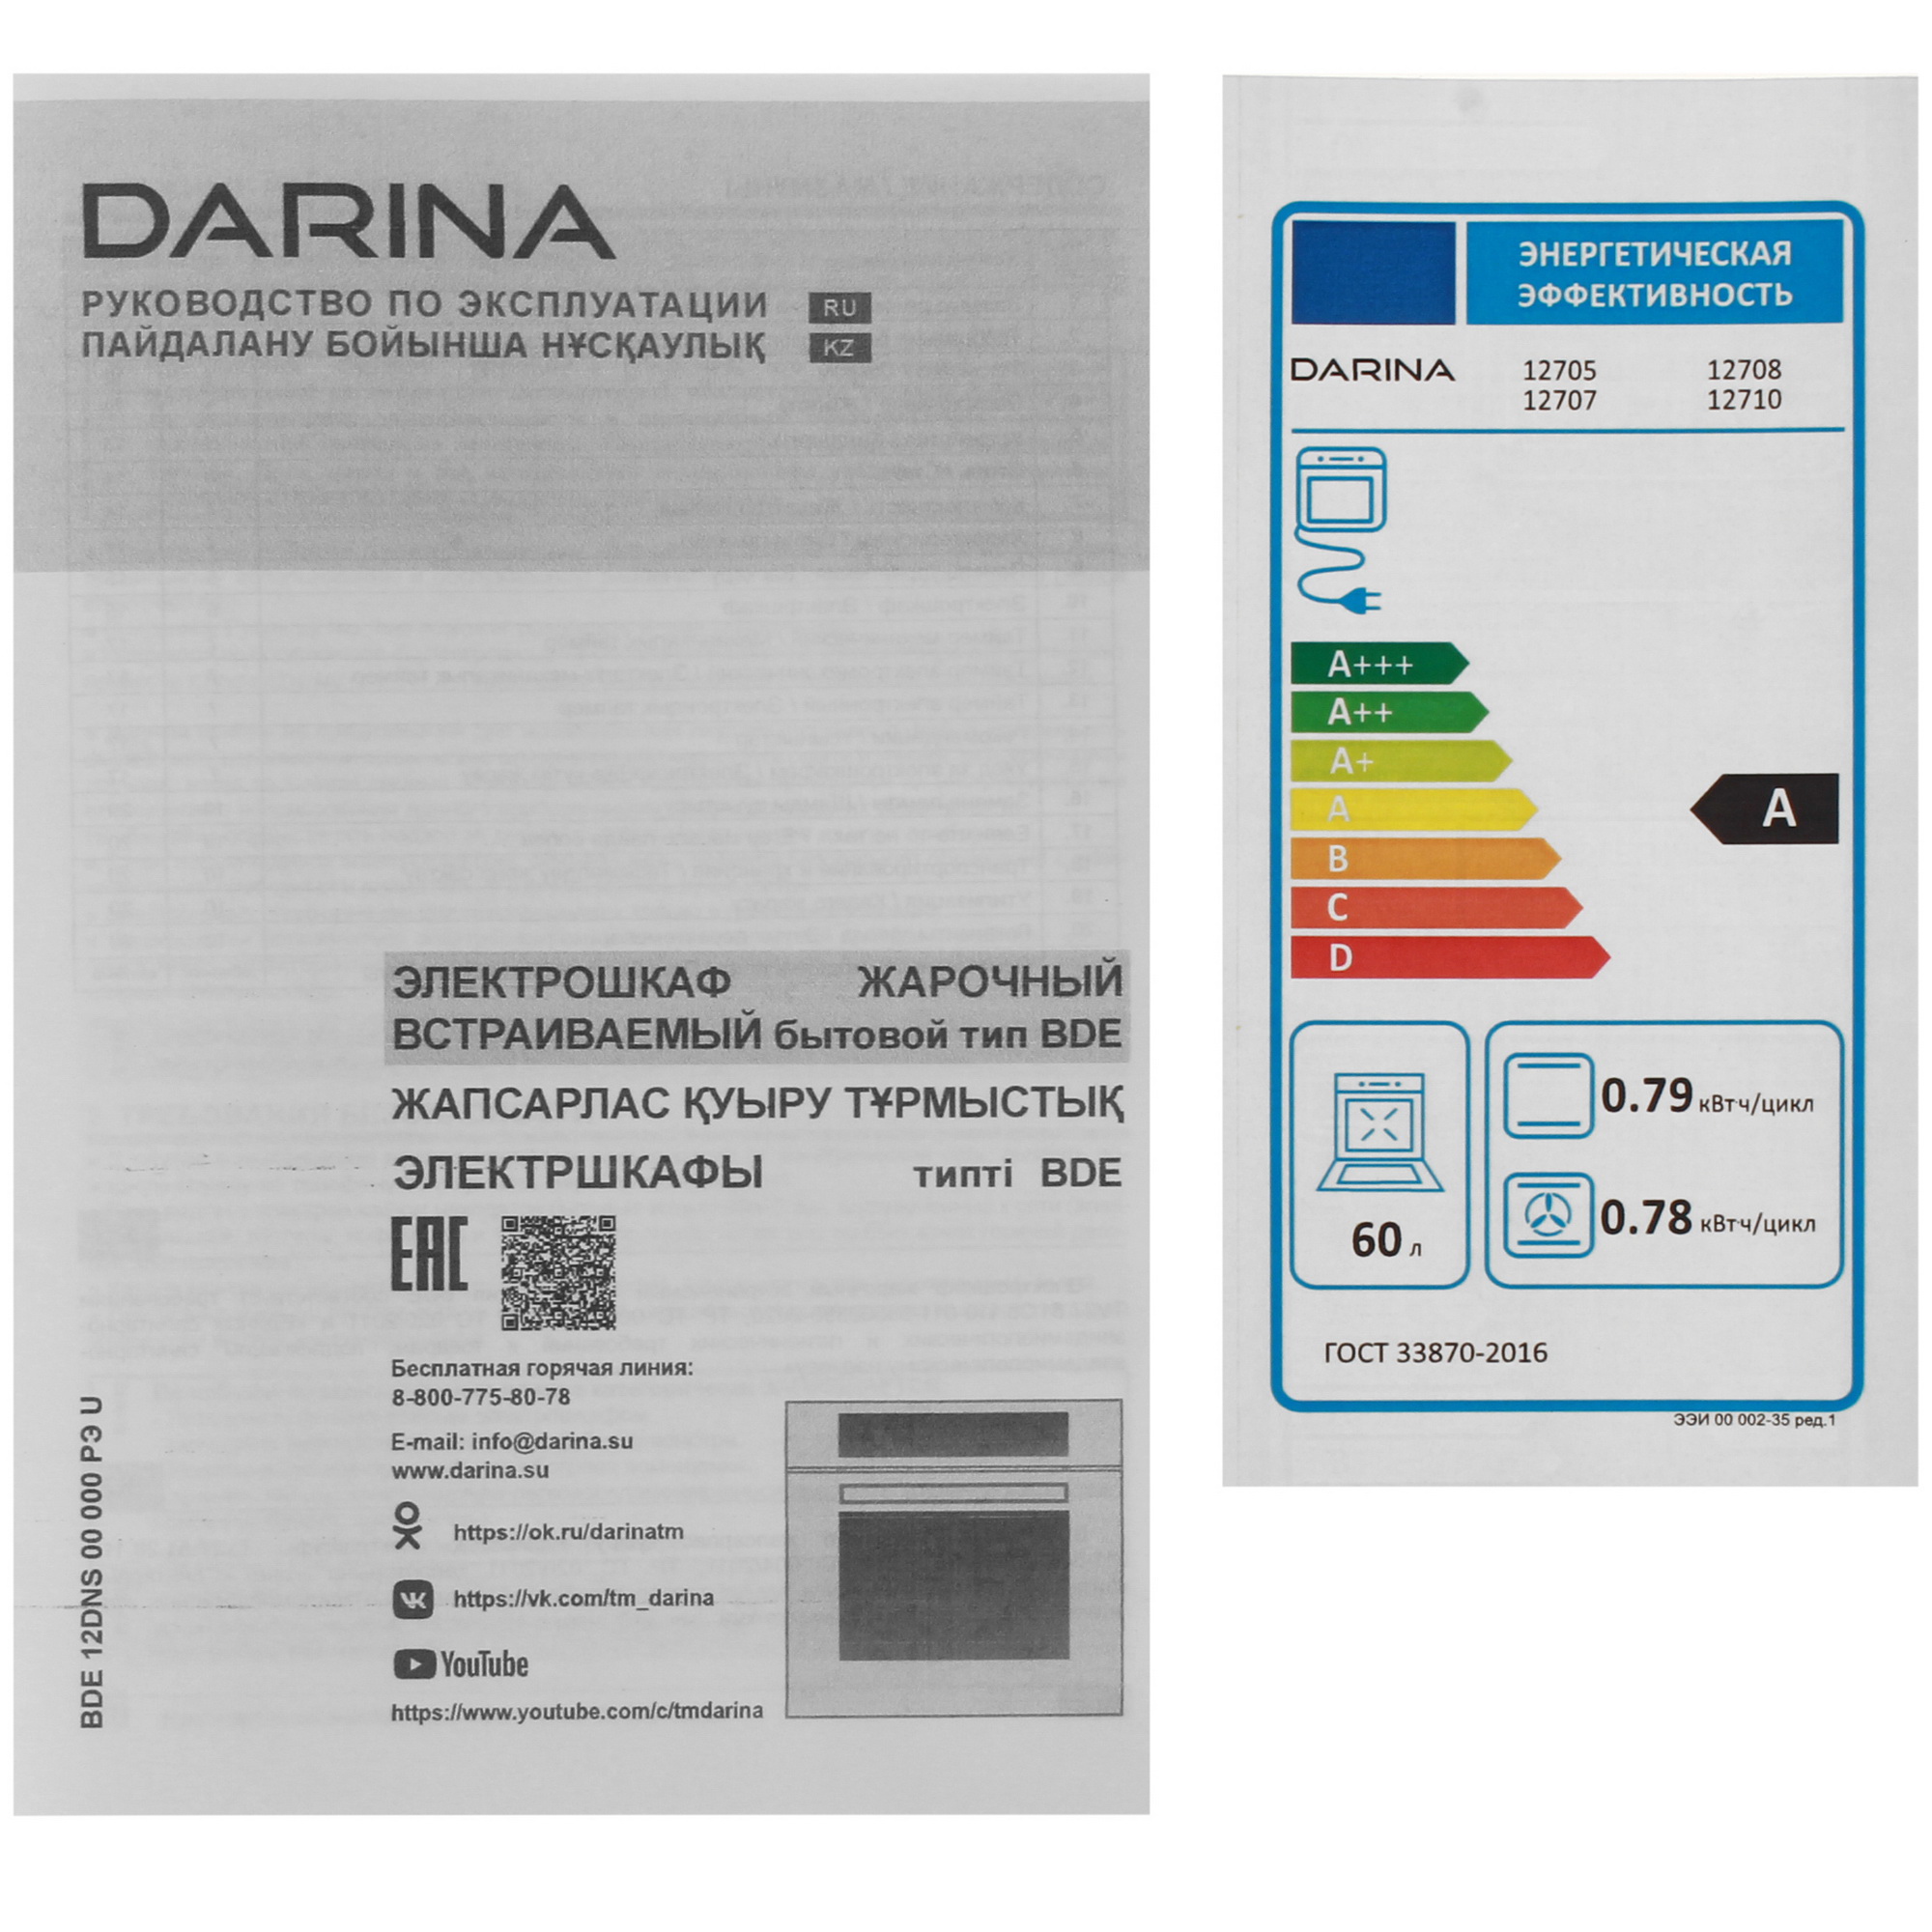 DARINA
РУКОВОДСТВО ПО ЭКСПЛУАТАЦИИ RU
ПАЙДАЛАНУ БОЙЫНША НҰСҚАУЛЫҚ KZ
ЭЛЕКТРОШКАФ ЖАРОЧНЫЙ
ВСТРАИВАЕМЫЙ бытовой тип BDE
ЖАПСАРЛАС ҚУЫРУ ТҰРМЫСТЫҚ
ЭЛЕКТРШКАФЫ типті BDE
EAC
Бесплатная горячая линия:
8-800-775-80-78
E-mail: info@darina.su
www.darina.su
https://ok.ru/darinatm
https://vk.com/tm_darina
YouTube
https://www.youtube.com/c/tmdarina
BDE 12DNS 00 000 РЭ U
ЭНЕРГЕТИЧЕСКАЯ
ЭФФЕКТИВНОСТЬ
DARINA 12705 12708
12707 12710
A+++
A++
A+
A
A
B
C
D
60 л
0.79 кВт·ч/цикл
0.78 кВт·ч/цикл
ГОСТ 33870-2016
ЭЭИ 00 002-35 ред.1